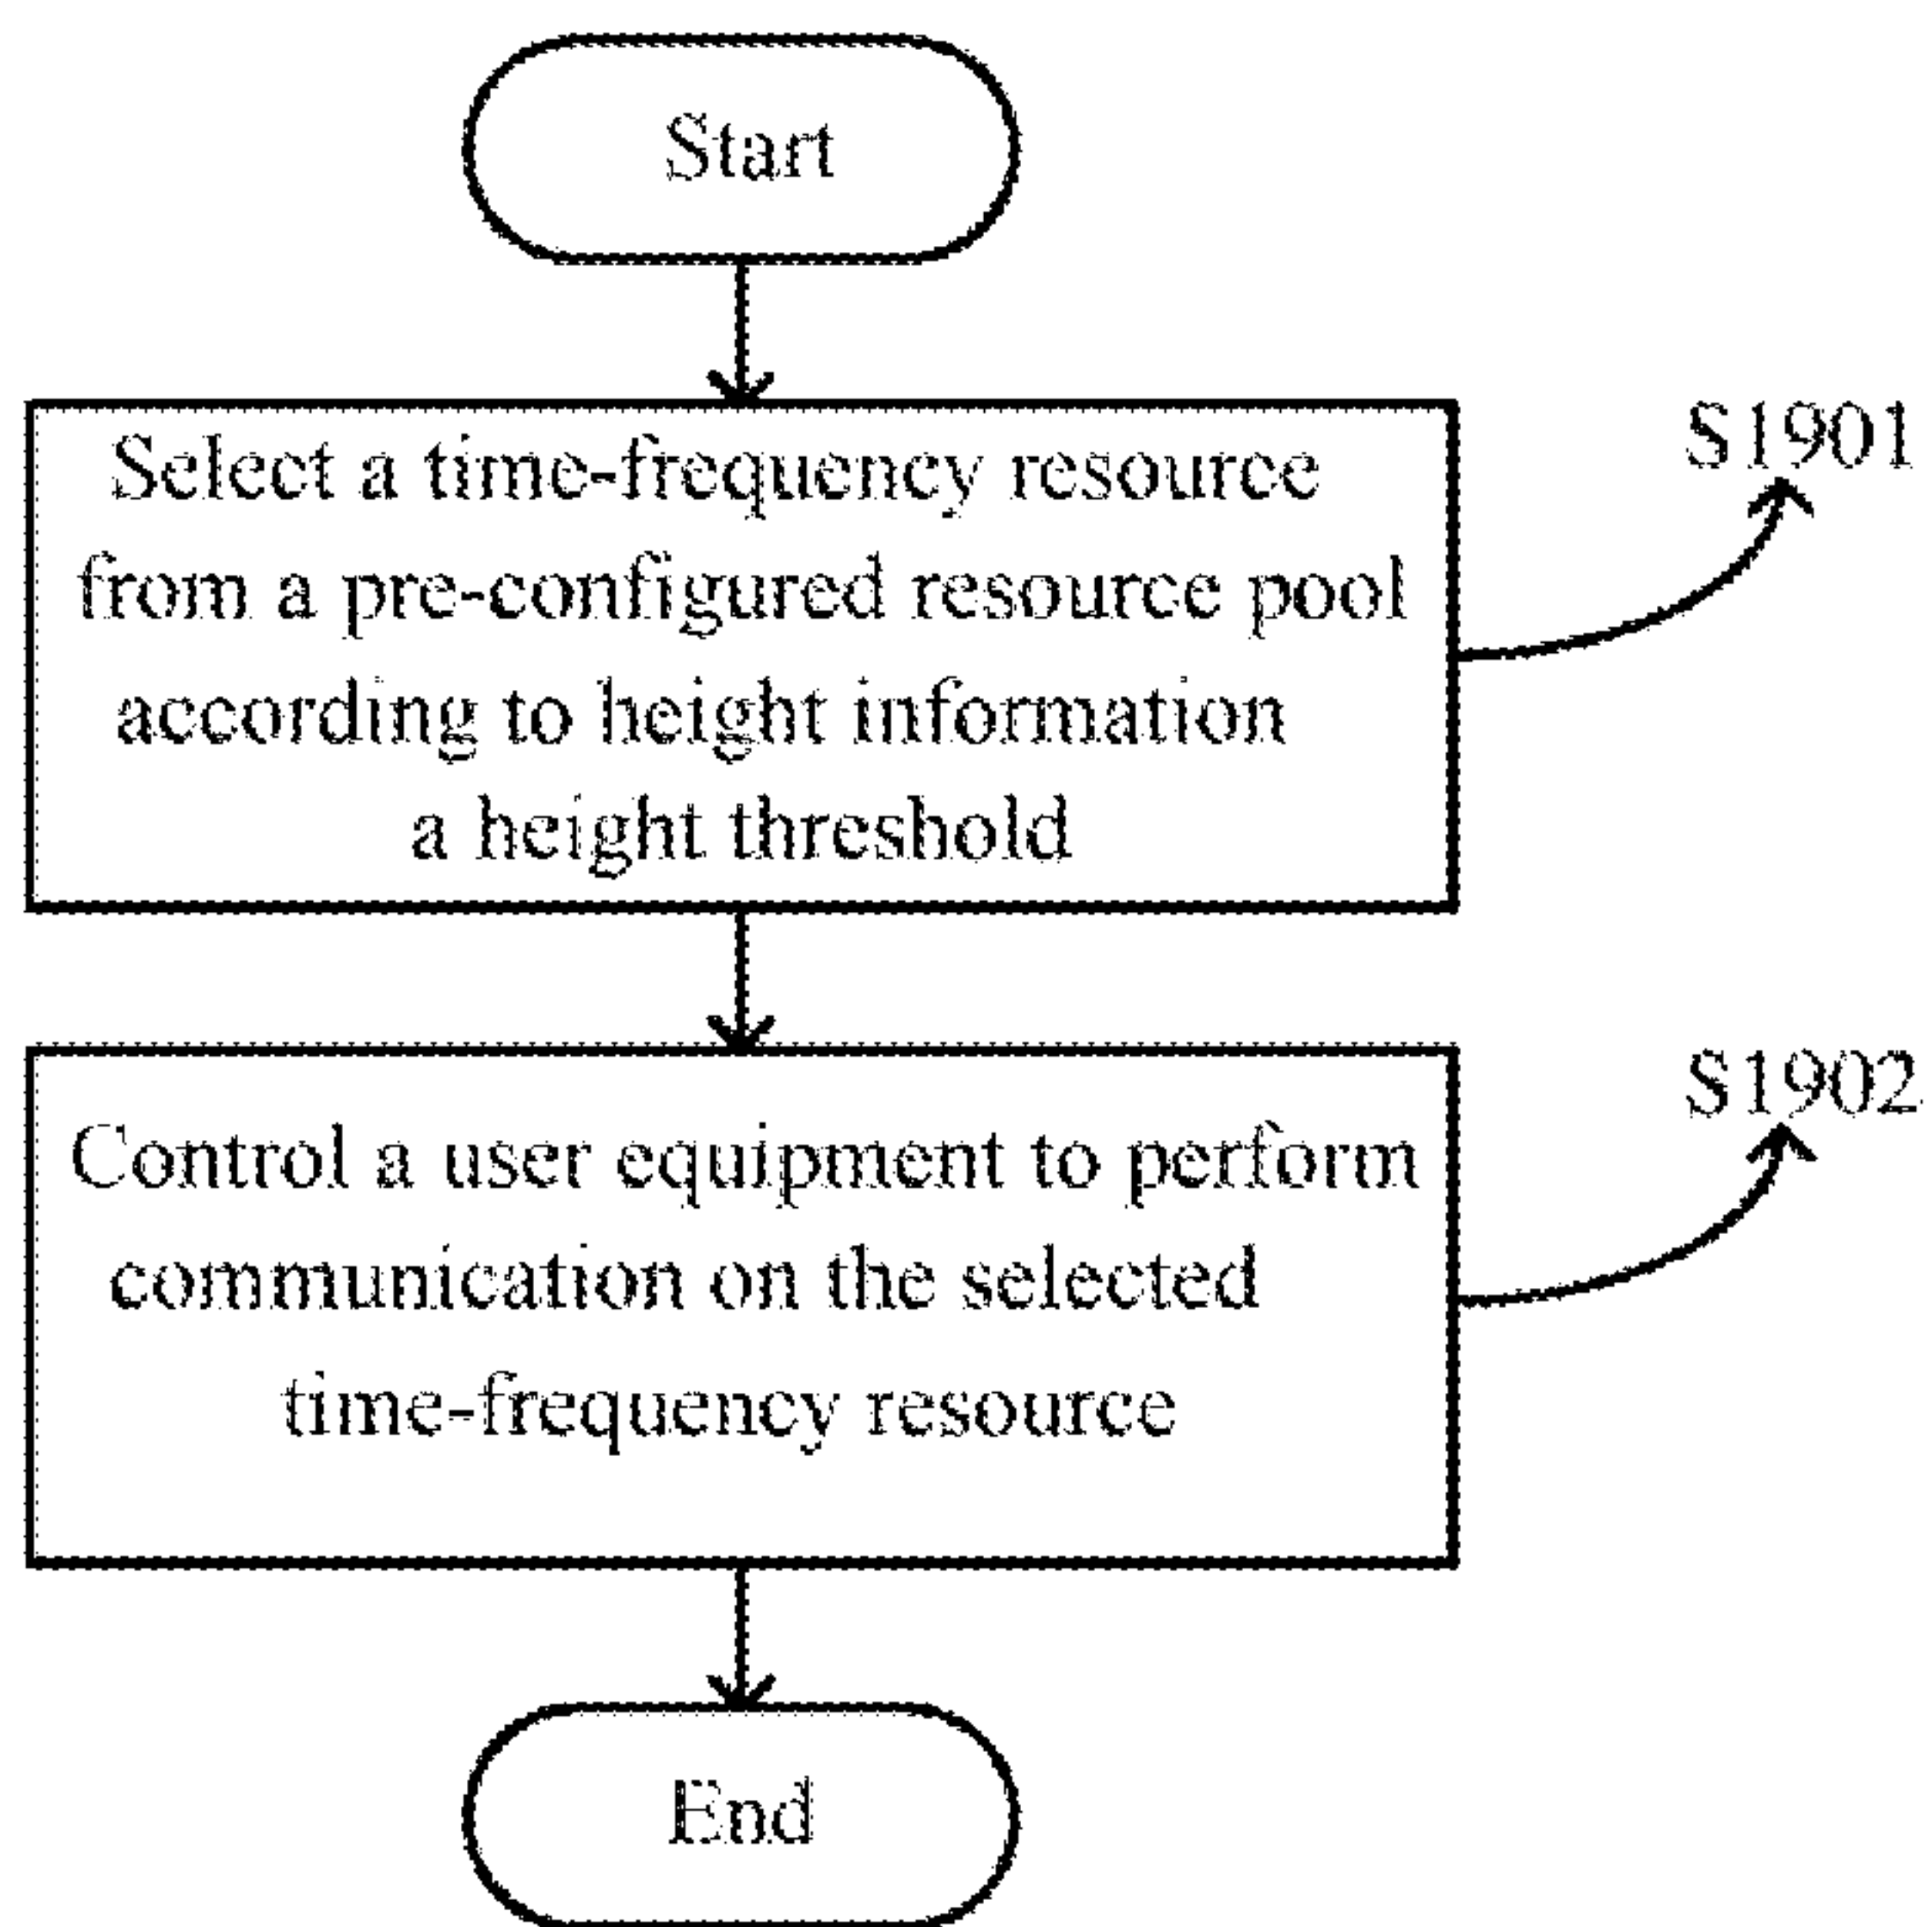 Start
Select a time-frequency resource
from a pre-configured resource pool
according to height information
a height threshold
S1901
Control a user equipment to perform
communication on the selected
time-frequency resource
S1902
End